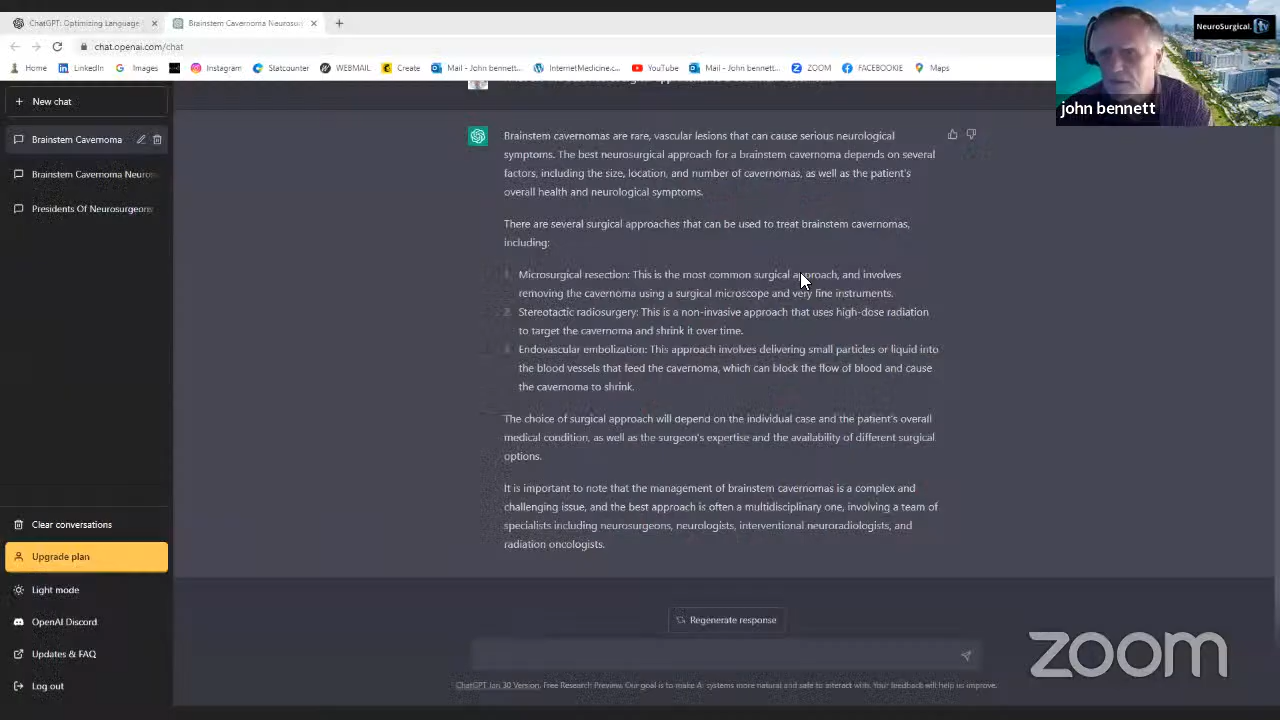 ChatGPT: Optimizing Language
Brainstem Cavernoma Neurosur
NeuroSurgical. tv
chat.openai.com/chat
Home LinkedIn Images Instagram Statcounter WEBMAIL Create Mail - John bennett... InternetMedicine.c... YouTube Mail - John bennett... ZOOM FACEBOOKIE Maps
john bennett
New chat
Brainstem Cavernoma
Brainstem Cavernoma Neuros
Presidents Of Neurosurgeons
Brainstem cavernomas are rare, vascular lesions that can cause serious neurological
symptoms. The best neurosurgical approach for a brainstem cavernoma depends on several
factors, including the size, location, and number of cavernomas, as well as the patient's
overall health and neurological symptoms.
There are several surgical approaches that can be used to treat brainstem cavernomas,
including:
1. Microsurgical resection: This is the most common surgical approach, and involves
removing the cavernoma using a surgical microscope and very fine instruments.
2. Stereotactic radiosurgery: This is a non-invasive approach that uses high-dose radiation
to target the cavernoma and shrink it over time.
3. Endovascular embolization: This approach involves delivering small particles or liquid into
the blood vessels that feed the cavernoma, which can block the flow of blood and cause
the cavernoma to shrink.
The choice of surgical approach will depend on the individual case and the patient's overall
medical condition, as well as the surgeon's expertise and the availability of different surgical
options.
It is important to note that the management of brainstem cavernomas is a complex and
challenging issue, and the best approach is often a multidisciplinary one, involving a team of
specialists including neurosurgeons, neurologists, interventional neuroradiologists, and
radiation oncologists.
Clear conversations
Upgrade plan
Light mode
OpenAI Discord
Updates & FAQ
Log out
Regenerate response
ChatGPT Jan 30 Version. Free Research Preview. Our goal is to make AI systems more natural and safe to interact with. Your feedback will help us improve.
zoom